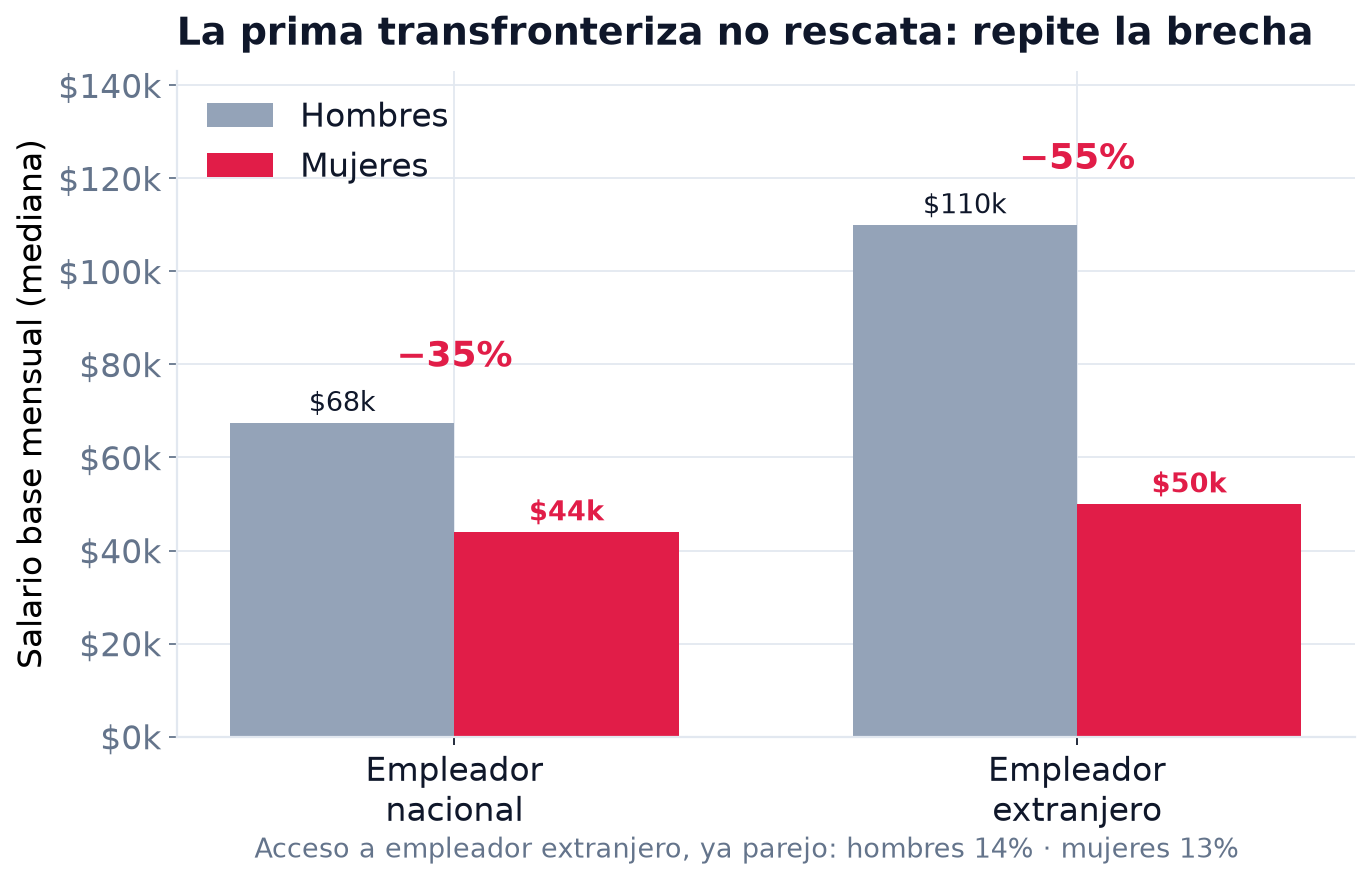 La prima transfronteriza no rescata: repite la brecha
Salario base mensual (mediana)
$140k
$120k
$100k
$80k
$60k
$40k
$20k
$0k
Hombres
Mujeres
−35%
$68k
$44k
−55%
$110k
$50k
Empleador
nacional
Empleador
extranjero
Acceso a empleador extranjero, ya parejo: hombres 14% · mujeres 13%